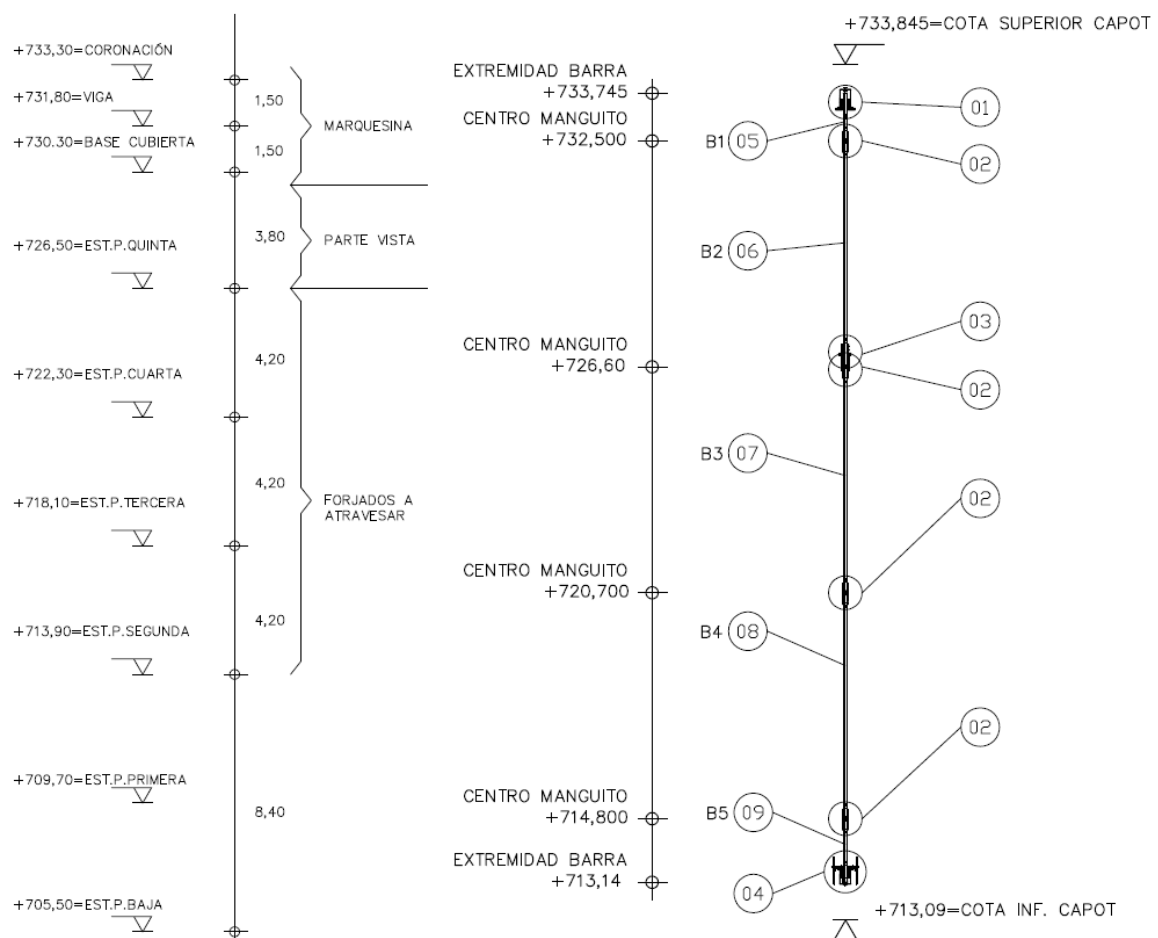 +733,845=COTA SUPERIOR CAPOT
+733,30=CORONACIÓN
+731,80=VIGA
+730.30=BASE CUBIERTA
+726,50=EST.P.QUINTA
+722,30=EST.P.CUARTA
+718,10=EST.P.TERCERA
+713,90=EST.P.SEGUNDA
+709,70=EST.P.PRIMERA
+705,50=EST.P.BAJA
1,50
1,50
3,80
4,20
4,20
4,20
8,40
MARQUESINA
PARTE VISTA
FORJADOS A
ATRAVESAR
EXTREMIDAD BARRA
+733,745
CENTRO MANGUITO
+732,500
CENTRO MANGUITO
+726,60
CENTRO MANGUITO
+720,700
CENTRO MANGUITO
+714,800
EXTREMIDAD BARRA
+713,14
B1 05
B2 06
B3 07
B4 08
B5 09
04
01
02
03
02
02
02
+713,09=COTA INF. CAPOT